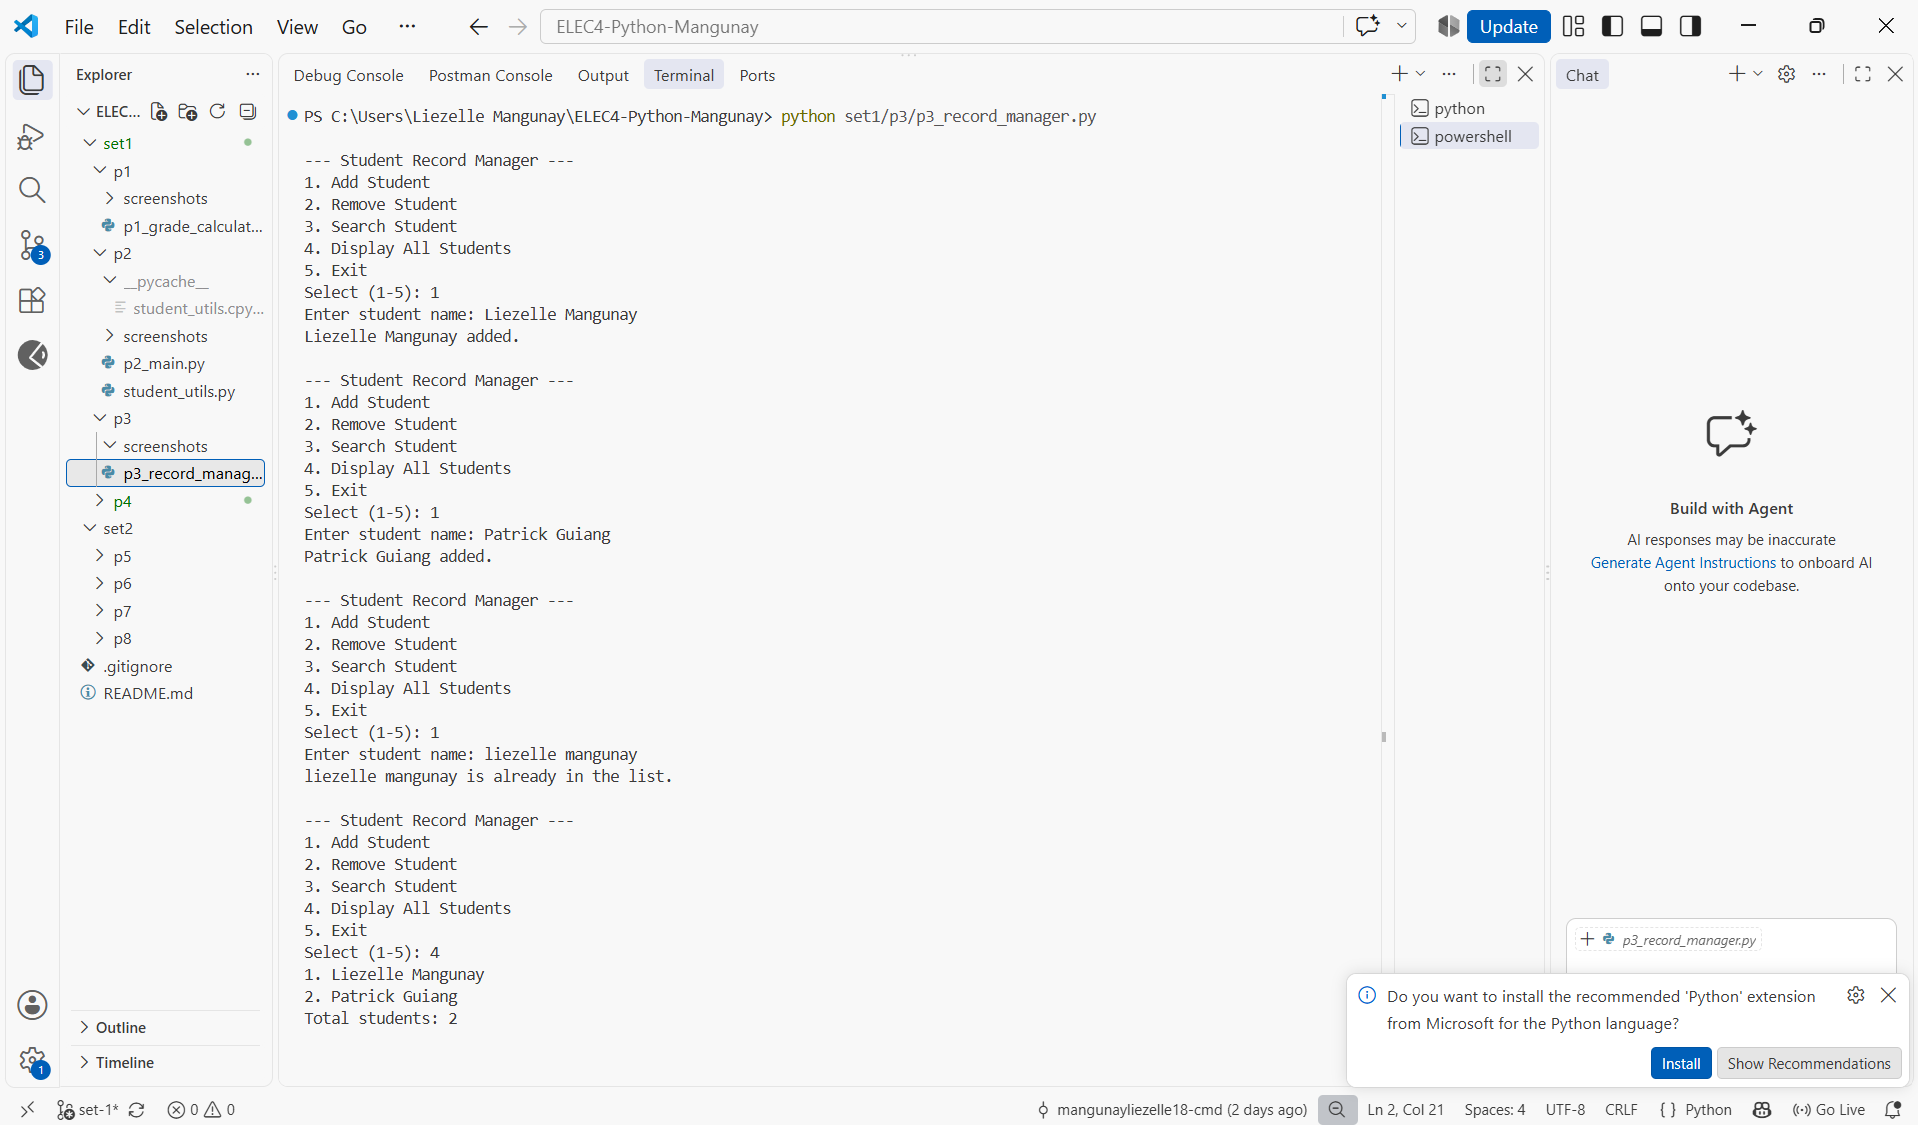 File Edit Selection View Go ··· ELEC4-Python-Mangunay Update
Explorer ···
ELEC...
set1
p1
screenshots
p1_grade_calculat...
p2
__pycache__
student_utils.cpy...
screenshots
p2_main.py
student_utils.py
p3
screenshots
p3_record_manag...
p4
set2
p5
p6
p7
p8
.gitignore
README.md
Outline
Timeline
3
1
Debug Console Postman Console Output Terminal Ports
PS C:\Users\Liezelle Mangunay\ELEC4-Python-Mangunay> python set1/p3/p3_record_manager.py
--- Student Record Manager ---
1. Add Student
2. Remove Student
3. Search Student
4. Display All Students
5. Exit
Select (1-5): 1
Enter student name: Liezelle Mangunay
Liezelle Mangunay added.
--- Student Record Manager ---
1. Add Student
2. Remove Student
3. Search Student
4. Display All Students
5. Exit
Select (1-5): 1
Enter student name: Patrick Guiang
Patrick Guiang added.
--- Student Record Manager ---
1. Add Student
2. Remove Student
3. Search Student
4. Display All Students
5. Exit
Select (1-5): 1
Enter student name: liezelle mangunay
liezelle mangunay is already in the list.
--- Student Record Manager ---
1. Add Student
2. Remove Student
3. Search Student
4. Display All Students
5. Exit
Select (1-5): 4
1. Liezelle Mangunay
2. Patrick Guiang
Total students: 2
python
powershell
Chat
Build with Agent
AI responses may be inaccurate
Generate Agent Instructions to onboard AI
onto your codebase.
p3_record_manager.py
Do you want to install the recommended 'Python' extension
from Microsoft for the Python language?
Install Show Recommendations
set-1* 0 0 mangunayliezelle18-cmd (2 days ago) Ln 2, Col 21 Spaces: 4 UTF-8 CRLF { } Python Go Live